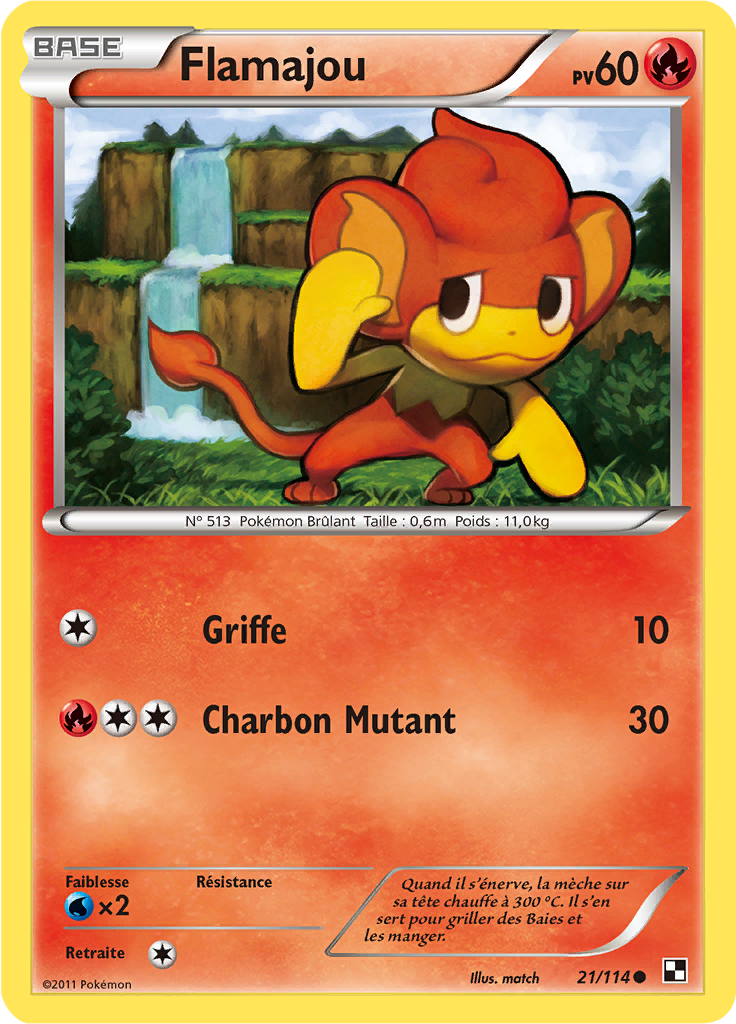 BASE
Flamajou
PV60
Nº 513 Pokémon Brûlant Taille : 0,6m Poids : 11,0kg
Griffe 10
Charbon Mutant 30
Faiblesse Résistance
×2
Retraite
Quand il s'énerve, la mèche sur
sa tête chauffe à 300 ºC. Il s'en
sert pour griller des Baies et
les manger.
©2011 Pokémon
Illus. match 21/114